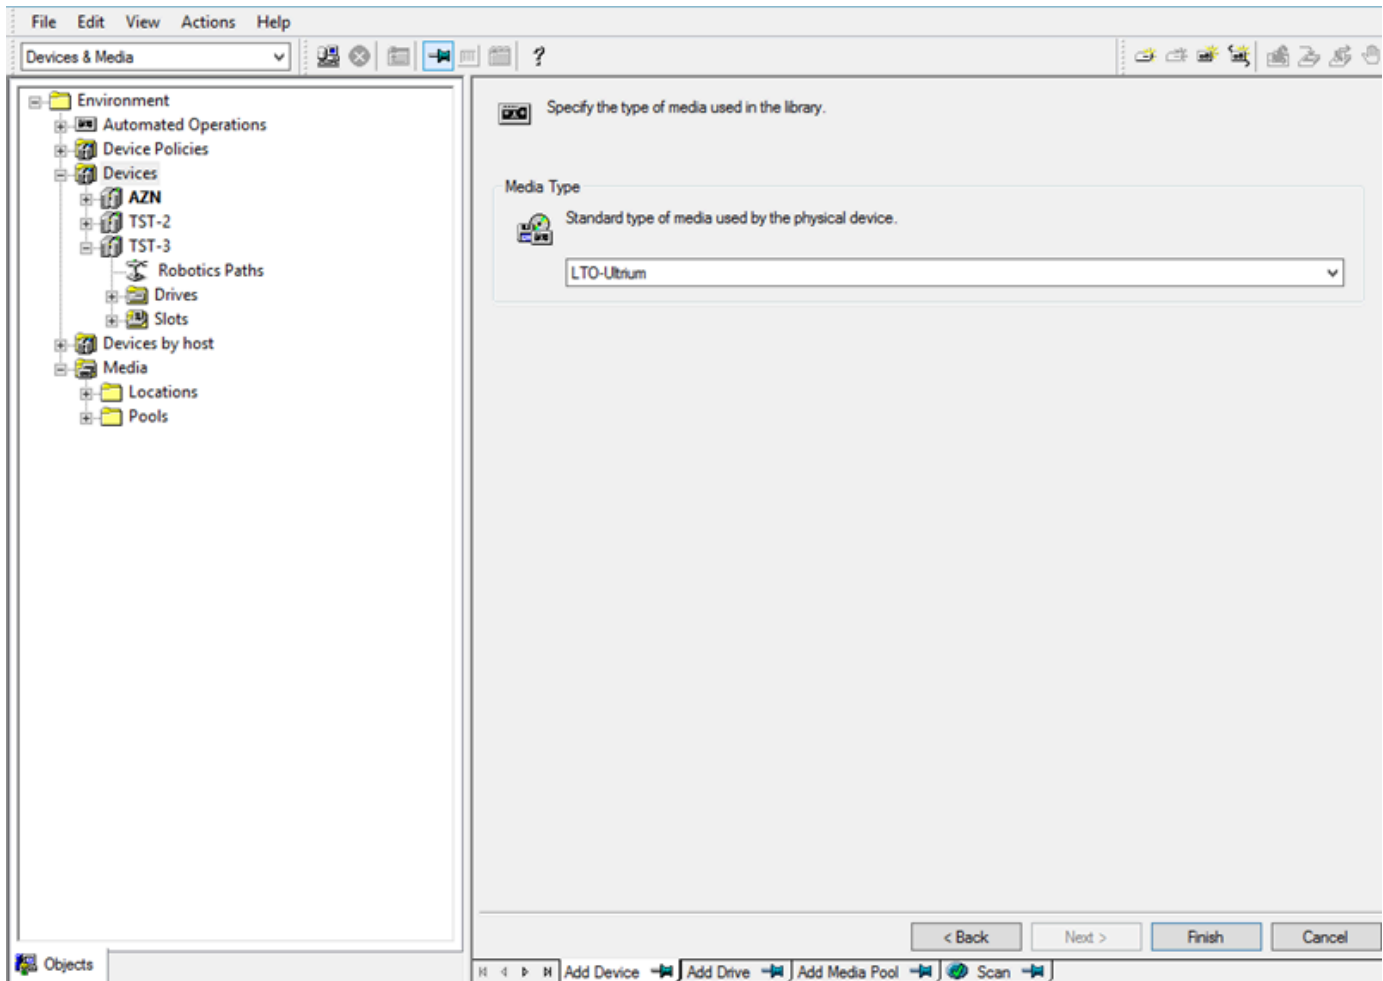 File Edit View Actions Help
Devices & Media
?
Environment
Automated Operations
Device Policies
Devices
AZN
TST-2
TST-3
Robotics Paths
Drives
Slots
Devices by host
Media
Locations
Pools
Objects
Specify the type of media used in the library.
Media Type
Standard type of media used by the physical device.
LTO-Ultrium
< Back Next > Finish Cancel
Add Device Add Drive Add Media Pool Scan